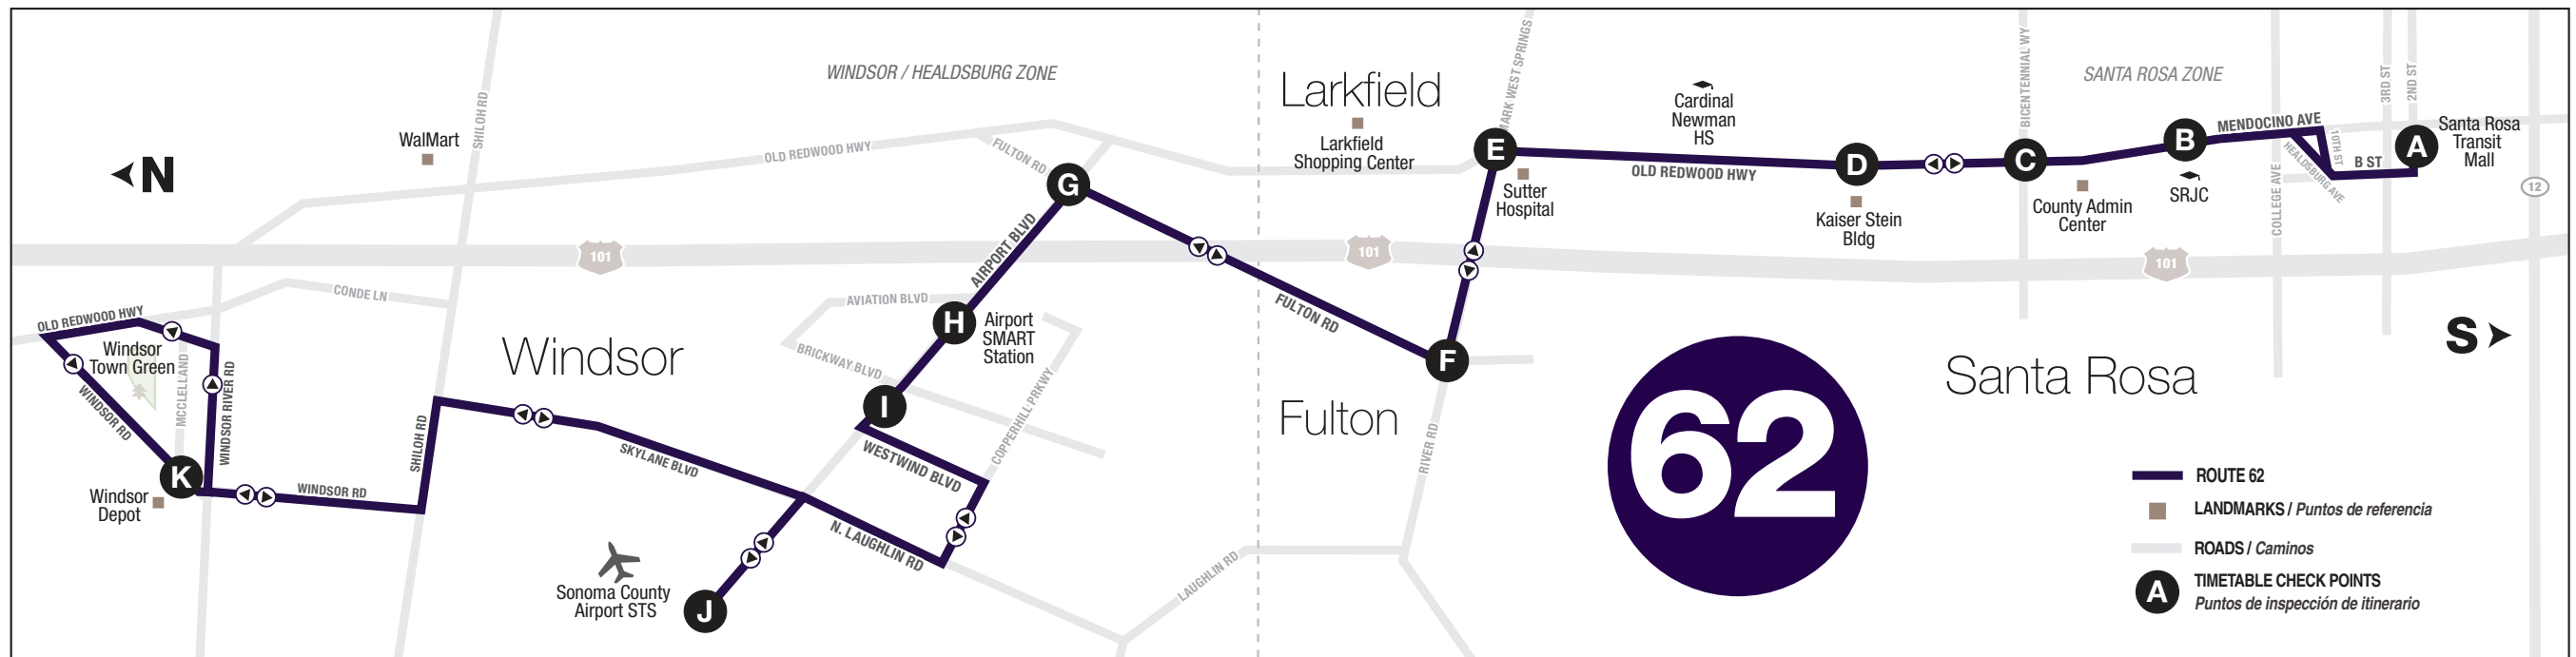 WINDSOR / HEALDSBURG ZONE
SANTA ROSA ZONE
N
S
WalMart
SHILOH RD
OLD REDWOOD HWY
FULTON RD
Larkfield
Larkfield
Shopping Center
MARK WEST SPRINGS
Cardinal
Newman
HS
BICENTENNIAL WY
3RD ST
2ND ST
MENDOCINO AVE
10TH ST
HEALDSBURG AVE
B ST
COLLEGE AVE
A
Santa Rosa
Transit
Mall
B
SRJC
C
County Admin
Center
D
Kaiser Stein
Bldg
OLD REDWOOD HWY
E
Sutter
Hospital
12
101
101
101
G
AIRPORT BLVD
AVIATION BLVD
H
Airport
SMART
Station
BRICKWAY BLVD
COPPERHILL PRKWY
I
WESTWIND BLVD
FULTON RD
F
RIVER RD
Fulton
LAUGHLIN RD
CONDE LN
OLD REDWOOD HWY
Windsor
Town Green
MCCLELLAND
WINDSOR RIVER RD
WINDSOR RD
K
Windsor
Depot
WINDSOR RD
SHILOH RD
Windsor
SKYLANE BLVD
N. LAUGHLIN RD
Sonoma County
Airport STS
J
62
Santa Rosa
ROUTE 62
LANDMARKS / Puntos de referencia
ROADS / Caminos
A
TIMETABLE CHECK POINTS
Puntos de inspección de itinerario